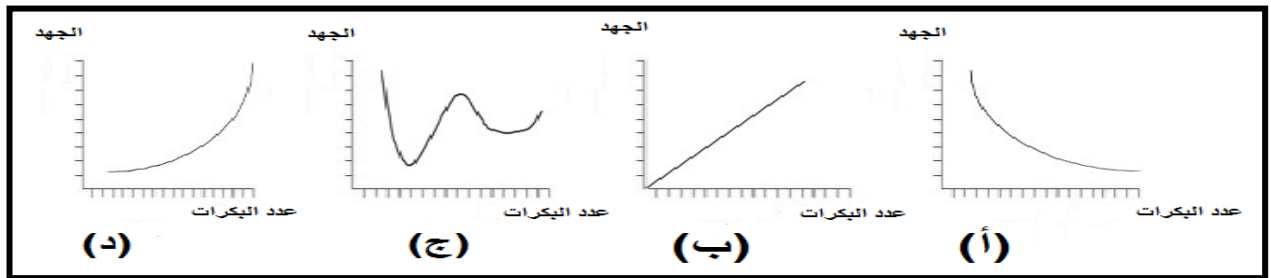 الجهد
عدد البكرات
(أ)
الجهد
عدد البكرات
(ب)
الجهد
عدد البكرات
(ج)
الجهد
عدد البكرات
(د)